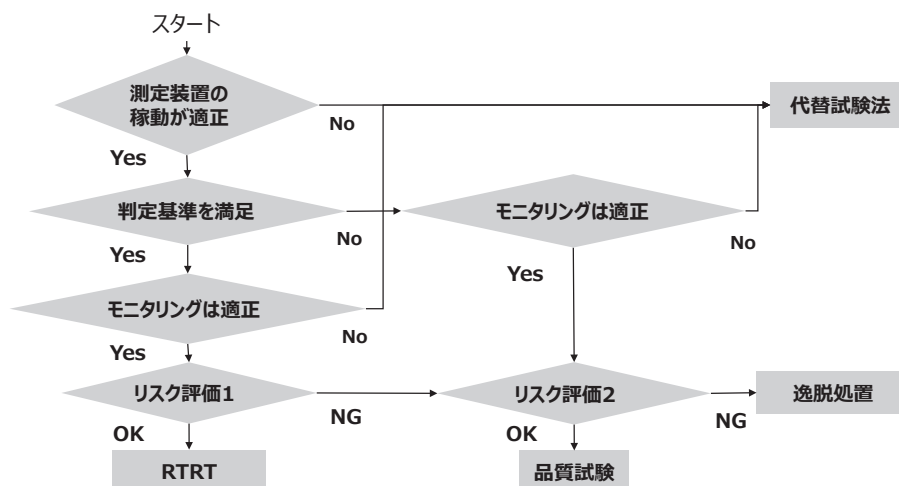 スタート
測定装置の
稼動が適正
代替試験法
No
Yes
判定基準を満足
モニタリングは適正
No
No
Yes
Yes
モニタリングは適正
No
Yes
リスク評価1
リスク評価2
逸脱処置
NG
NG
OK
OK
RTRT
品質試験